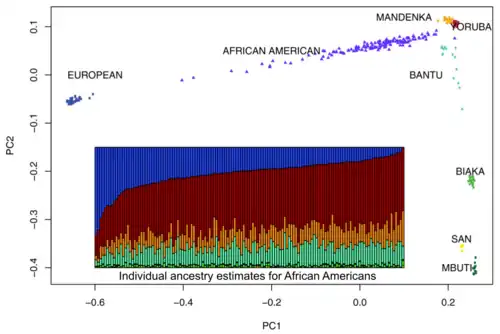 MANDENKA
YORUBA
AFRICAN AMERICAN
EUROPEAN
BANTU
BIAKA
SAN
MBUTI
Individual ancestry estimates for African Americans
PC2
0.1
0.0
−0.1
−0.2
−0.3
−0.4
−0.6
−0.4
−0.2
0.0
0.2
PC1